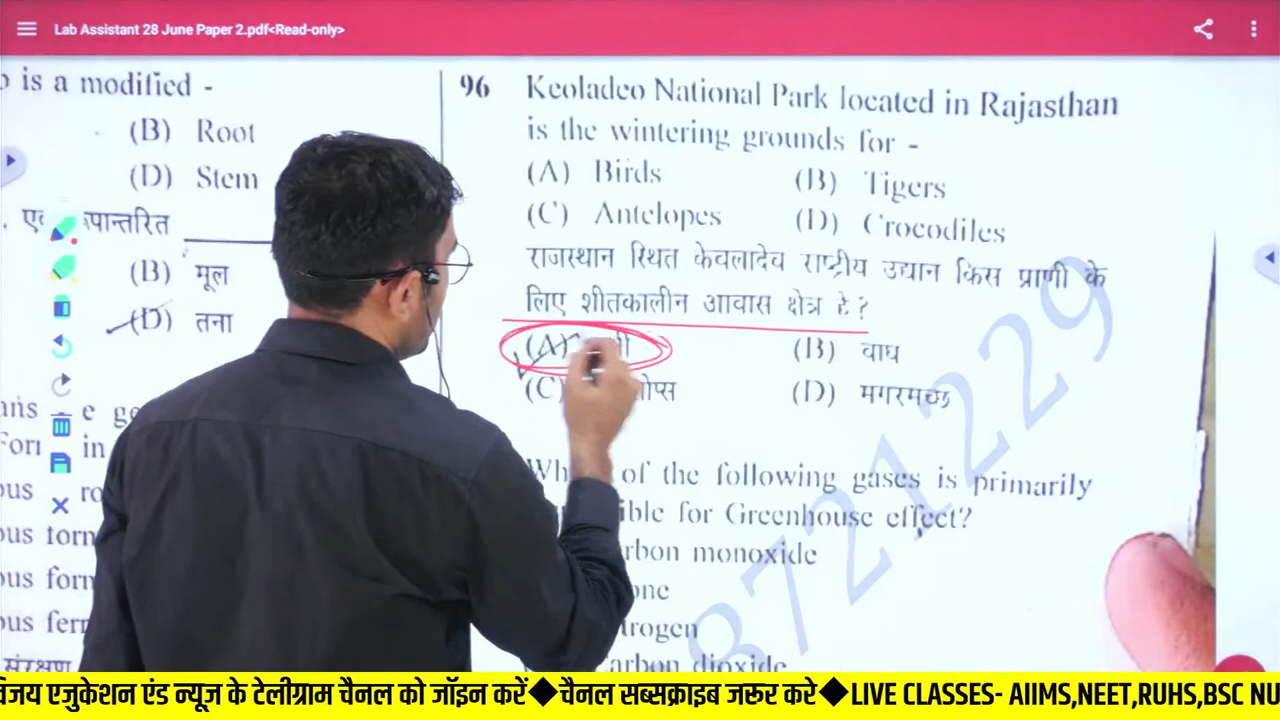 Lab Assistant 28 June Paper 2.pdf<Read-only>
is a modified -
(B) Root
(D) Stem
रूपान्तरित
(B) मूल
(D) तना
96 Keoladeo National Park located in Rajasthan
is the wintering grounds for -
(A) Birds (B) Tigers
(C) Antelopes (D) Crocodiles
राजस्थान स्थित केवलादेव राष्ट्रीय उद्यान किस प्राणी के
लिए शीतकालीन आवास क्षेत्र है?
(A) (B) वाघ
(C) (D) मगरमच्छ
of the following gases is primarily
for Greenhouse effect?
monoxide
dioxide
संरक्षण
8721229
विजय एजुकेशन एंड न्यूज के टेलीग्राम चैनल को जॉइन करें◆चैनल सब्सक्राइब जरूर करे◆LIVE CLASSES- AIIMS,NEET,RUHS,BSC NU